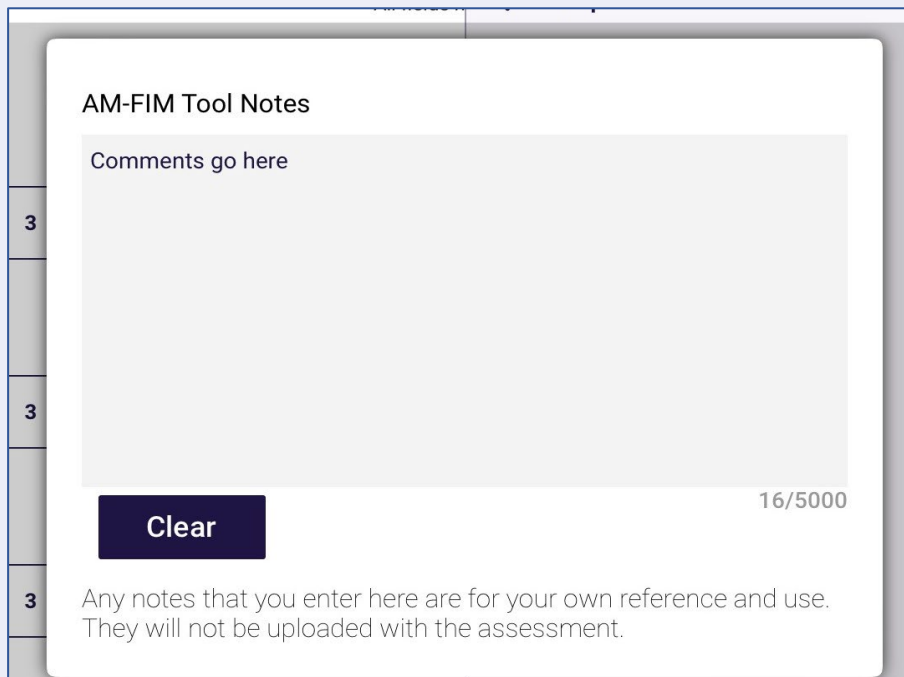 AM-FIM Tool Notes
Comments go here
3
3
16/5000
Clear
3
Any notes that you enter here are for your own reference and use.
They will not be uploaded with the assessment.